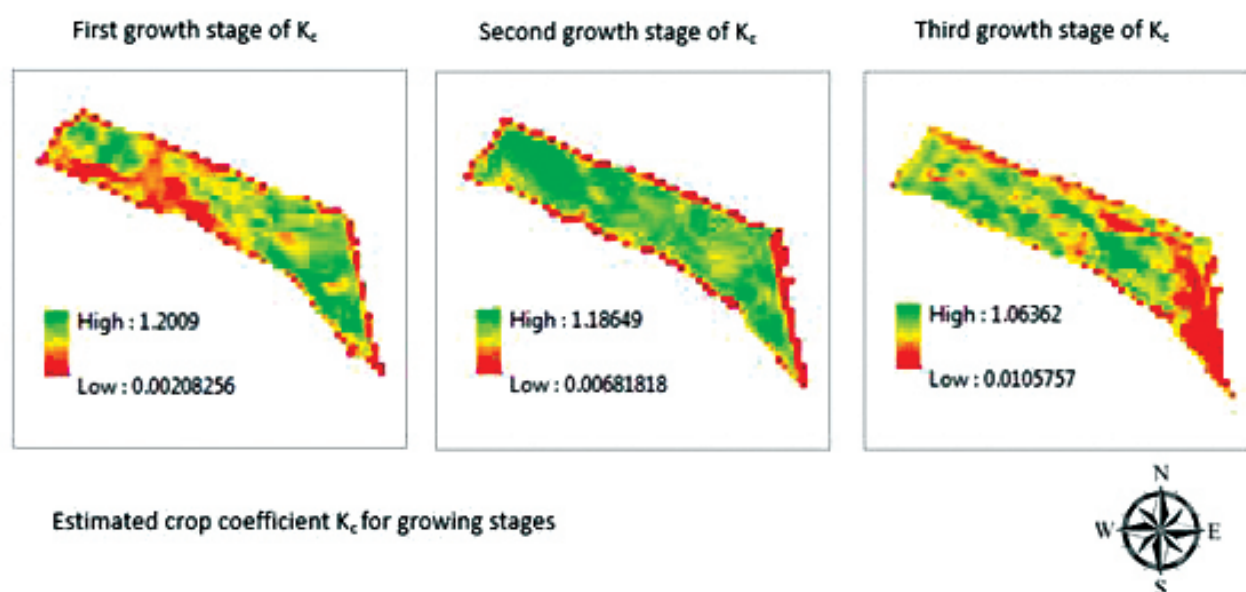 First growth stage of Kc
Second growth stage of Kc
Third growth stage of Kc
High : 1.2009
Low : 0.00208256
High : 1.18649
Low : 0.00681818
High : 1.06362
Low : 0.0105757
Estimated crop coefficient Kc for growing stages
N
W E
S